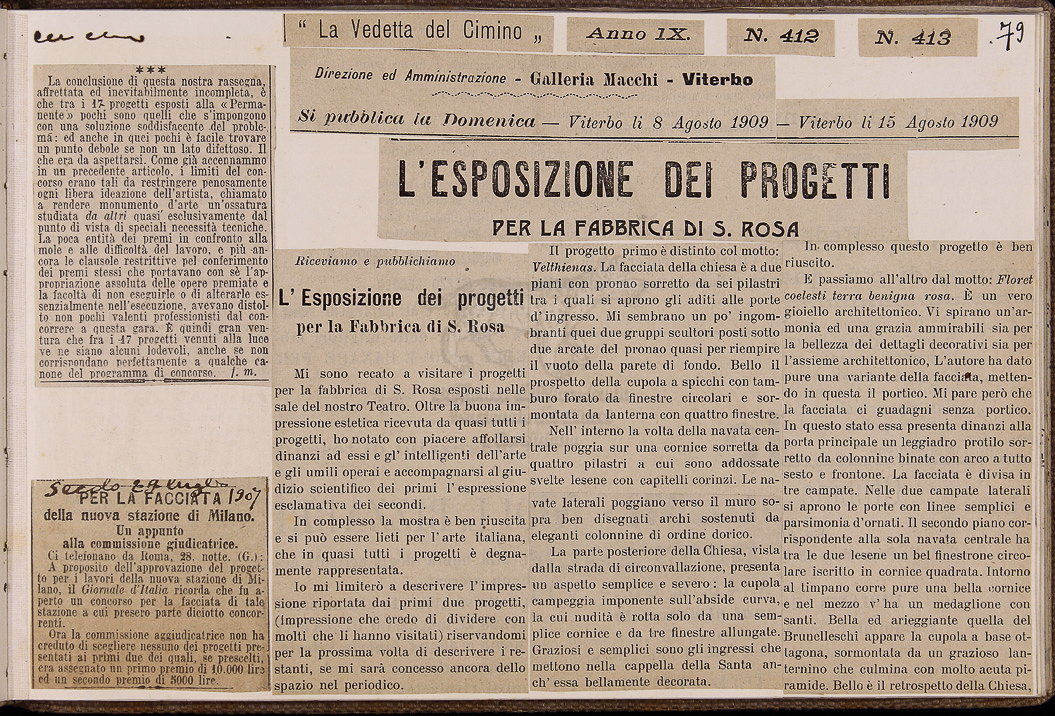 " La Vedetta del Cimino „
Anno IX.
N. 412
N. 413
79
Direzione ed Amministrazione - Galleria Macchi - Viterbo
Si pubblica la Domenica — Viterbo li 8 Agosto 1909 — Viterbo li 15 Agosto 1909
L'ESPOSIZIONE DEI PROGETTI
PER LA FABBRICA DI S. ROSA
***
La conclusione di questa nostra rassegna,
affrettata ed inevitabilmente incompleta, è
che tra i 17 progetti esposti alla «Perma-
nente» pochi sono quelli che s'impongono
con una soluzione soddisfacente del proble-
ma: ed anche in quei pochi è facile trovare
un punto debole se non un lato difettoso. Il
che era da aspettarsi. Come già accennammo
in un precedente articolo, i limiti del con-
corso erano tali da restringere penosamente
ogni libera ideazione dell'artista, chiamato
a rendere monumento d'arte un'ossatura
studiata da altri quasi esclusivamente dal
punto di vista di speciali necessità tecniche.
La poca entità dei premi in confronto alla
mole e alle difficoltà del lavoro, e più an-
cora le clausole restrittive pel conferimento
dei premi stessi che portavano con sè l'ap-
propriazione assoluta delle opere premiate e
la facoltà di non eseguirle o di alterarle es-
senzialmente nell'esecuzione, avevano distol-
to non pochi valenti professionisti dal con-
correre a questa gara. È quindi gran ven-
tura che fra i 17 progetti venuti alla luce
ve ne siano alcuni lodevoli, anche se non
corrispondano perfettamente a qualche ca-
none del programma di concorso. f. m.
Secolo 29 luglio 1907
PER LA FACCIATA
della nuova stazione di Milano.
Un appunto
alla commissione giudicatrice.
Ci telefonano da Roma, 28, notte. (G.):
A proposito dell'approvazione del proget-
to per i lavori della nuova stazione di Mi-
lano, il Giornale d'Italia ricorda che fu a-
perto un concorso per la facciata di tale
stazione a cui presero parte diciotto concor-
renti.
Ora la commissione aggiudicatrice non ha
creduto di scegliere nessuno dei progetti pre-
sentati ai primi due dei quali, se prescelti,
era assegnato un primo premio di 10.000 lire
ed un secondo premio di 5000 lire.
Riceviamo e pubblichiamo
L'Esposizione dei progetti
per la Fabbrica di S. Rosa
Mi sono recato a visitare i progetti
per la fabbrica di S. Rosa esposti nelle
sale del nostro Teatro. Oltre la buona im-
pressione estetica ricevuta da quasi tutti i
progetti, ho notato con piacere affollarsi
dinanzi ad essi e gl' intelligenti dell'arte
e gli umili operai e accompagnarsi al giu-
dizio scientifico dei primi l'espressione
esclamativa dei secondi.
In complesso la mostra è ben riuscita
e si può essere lieti per l'arte italiana,
che in quasi tutti i progetti è degna-
mente rappresentata.
Io mi limiterò a descrivere l'impres-
sione riportata dai primi due progetti,
(impressione che credo di dividere con
molti che li hanno visitati) riservandomi
per la prossima volta di descrivere i re-
stanti, se mi sarà concesso ancora dello
spazio nel periodico.
Il progetto primo è distinto col motto:
Velthienas. La facciata della chiesa è a due
piani con pronao sorretto da sei pilastri
tra i quali si aprono gli aditi alle porte
d'ingresso. Mi sembrano un po' ingom-
branti quei due gruppi scultori posti sotto
due arcate del pronao quasi per riempire
il vuoto della parete di fondo. Bello il
prospetto della cupola a spicchi con tam-
buro forato da finestre circolari e sor-
montata da lanterna con quattro finestre.
Nell' interno la volta della navata cen-
trale poggia su una cornice sorretta da
quattro pilastri a cui sono addossate
svelte lesene con capitelli corinzi. Le na-
vate laterali poggiano verso il muro so-
pra ben disegnati archi sostenuti da
eleganti colonnine di ordine dorico.
La parte posteriore della Chiesa, vista
dalla strada di circonvallazione, presenta
un aspetto semplice e severo; la cupola
campeggia imponente sull'abside curva,
la cui nudità è rotta solo da una sem-
plice cornice e da tre finestre allungate.
Graziosi e semplici sono gli ingressi che
mettono nella cappella della Santa an-
ch' essa bellamente decorata.
In complesso questo progetto è ben
riuscito.
E passiamo all'altro dal motto: Floret
coelesti terra benigna rosa. È un vero
gioiello architettonico. Vi spirano un'ar-
monia ed una grazia ammirabili sia per
la bellezza dei dettagli decorativi sia per
l'assieme architettonico, L'autore ha dato
pure una variante della facciata, metten-
do in questa il portico. Mi pare però che
la facciata ci guadagni senza portico.
In questo stato essa presenta dinanzi alla
porta principale un leggiadro protilo sor-
retto da colonnine binate con arco a tutto
sesto e frontone. La facciata è divisa in
tre campate. Nelle due campate laterali
si aprono le porte con linee semplici e
parsimonia d'ornati. Il secondo piano cor-
rispondente alla sola navata centrale ha
tra le due lesene un bel finestrone circo-
lare iscritto in cornice quadrata. Intorno
al timpano corre pure una bella cornice
e nel mezzo v' ha un medaglione con
santi. Bella ed arieggiante quella del
Brunelleschi appare la cupola a base ot-
tagona, sormontata da un grazioso lan-
ternino che culmina con molto acuta pi-
ramide. Bello è il retrospetto della Chiesa,